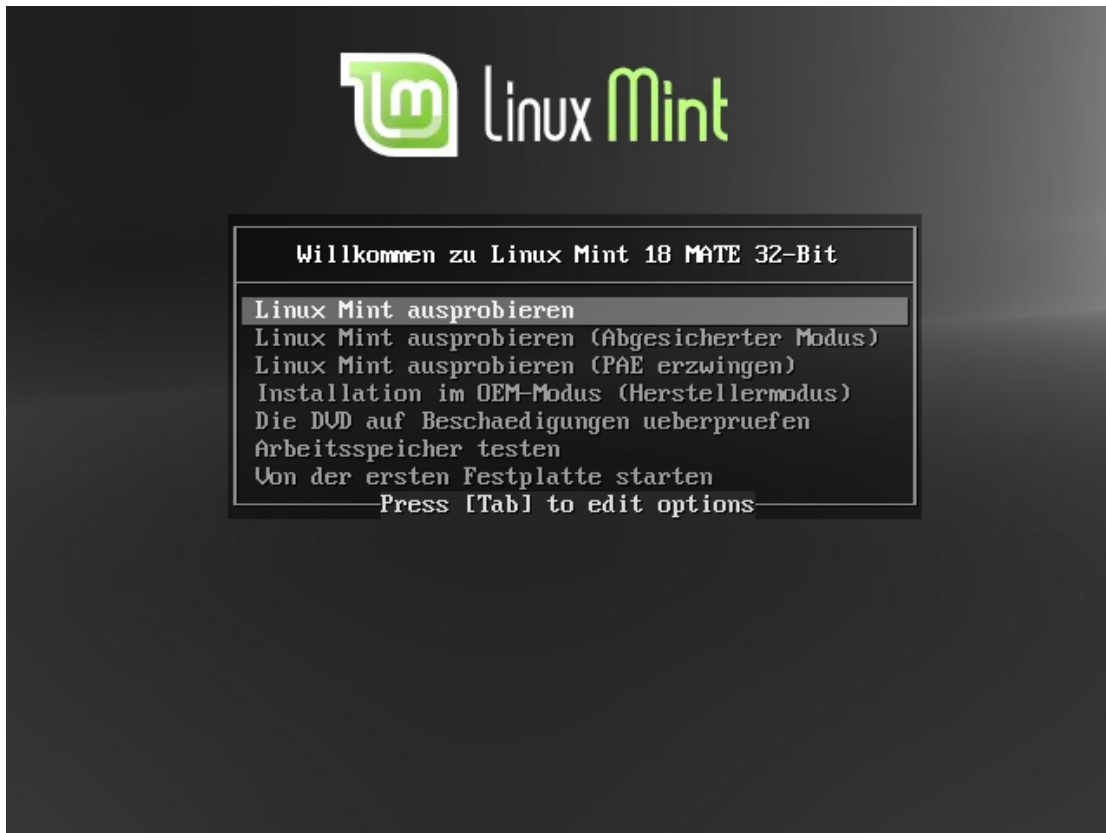 Linux Mint
Willkommen zu Linux Mint 18 MATE 32-Bit
Linux Mint ausprobieren
Linux Mint ausprobieren (Abgesicherter Modus)
Linux Mint ausprobieren (PAE erzwingen)
Installation im OEM-Modus (Herstellermodus)
Die DVD auf Beschaedigungen ueberpruefen
Arbeitsspeicher testen
Von der ersten Festplatte starten
Press [Tab] to edit options